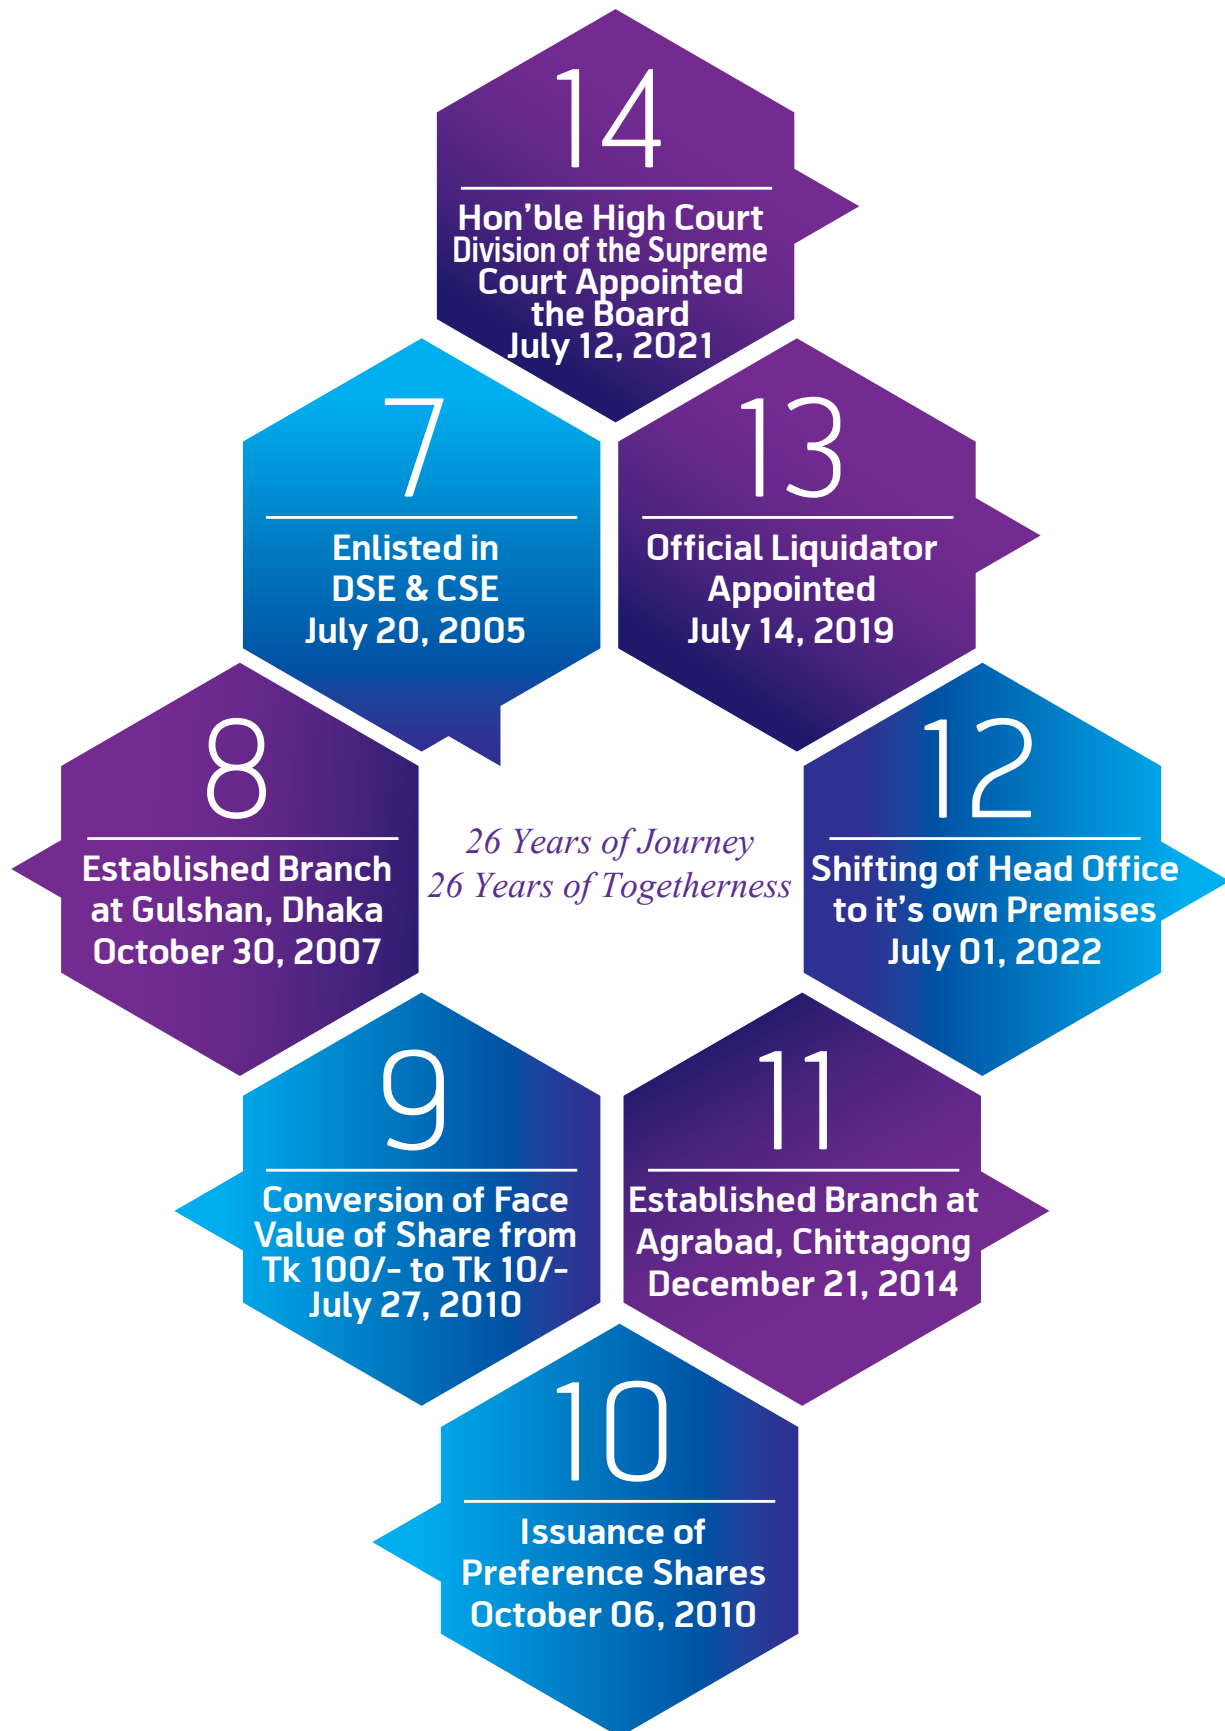 14
Hon’ble High Court
Division of the Supreme
Court Appointed
the Board
July 12, 2021
7
Enlisted in
DSE & CSE
July 20, 2005
13
Official Liquidator
Appointed
July 14, 2019
8
Established Branch
at Gulshan, Dhaka
October 30, 2007
26 Years of Journey
26 Years of Togetherness
12
Shifting of Head Office
to it’s own Premises
July 01, 2022
9
Conversion of Face
Value of Share from
Tk 100/- to Tk 10/-
July 27, 2010
11
Established Branch at
Agrabad, Chittagong
December 21, 2014
10
Issuance of
Preference Shares
October 06, 2010